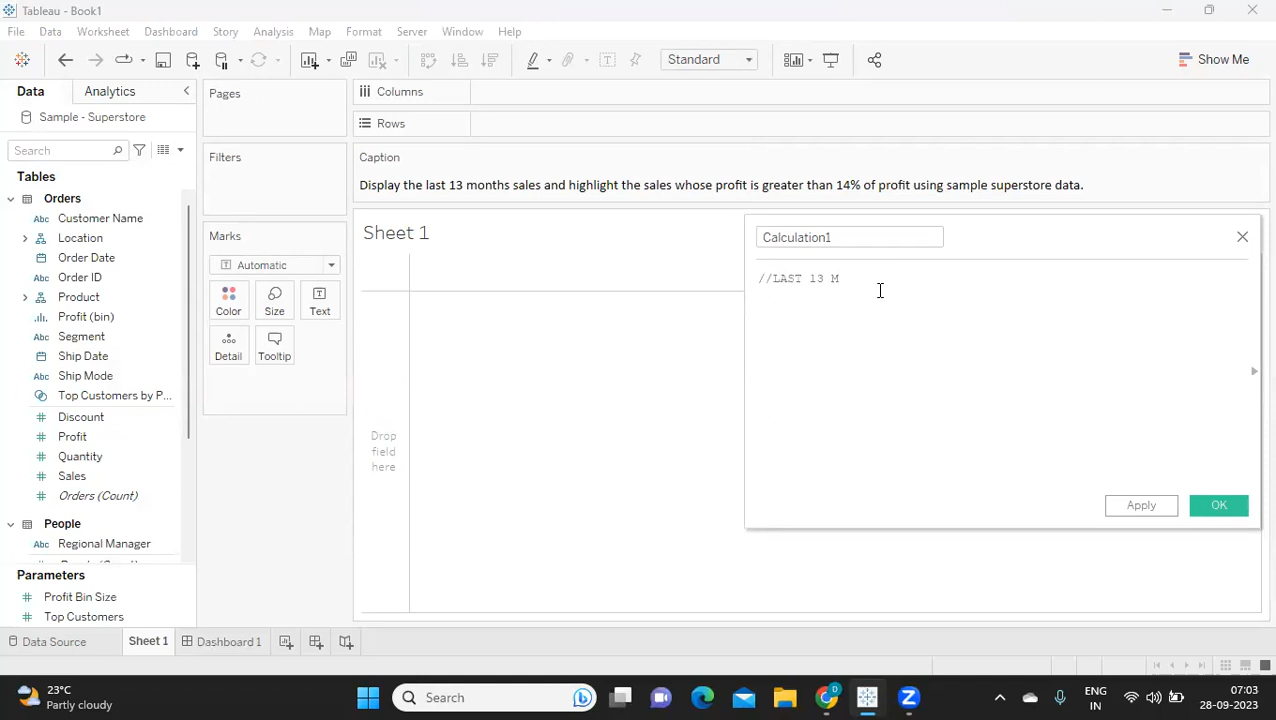 Tableau - Book1
File Data Worksheet Dashboard Story Analysis Map Format Server Window Help
Standard
Show Me
Data Analytics
Sample - Superstore
Search
Tables
Orders
Abc Customer Name
Location
Order Date
Abc Order ID
Product
Profit (bin)
Abc Segment
Ship Date
Abc Ship Mode
Top Customers by P...
# Discount
# Profit
# Quantity
# Sales
# Orders (Count)
People
Abc Regional Manager
Parameters
# Profit Bin Size
# Top Customers
Pages
Filters
Marks
Automatic
Color Size Text
Detail Tooltip
Columns
Rows
Caption
Display the last 13 months sales and highlight the sales whose profit is greater than 14% of profit using sample superstore data.
Sheet 1
Drop
field
here
Calculation1
//LAST 13 M
Apply OK
Data Source Sheet 1 Dashboard 1
23°C
Partly cloudy
Search
ENG
IN
07:03
28-09-2023